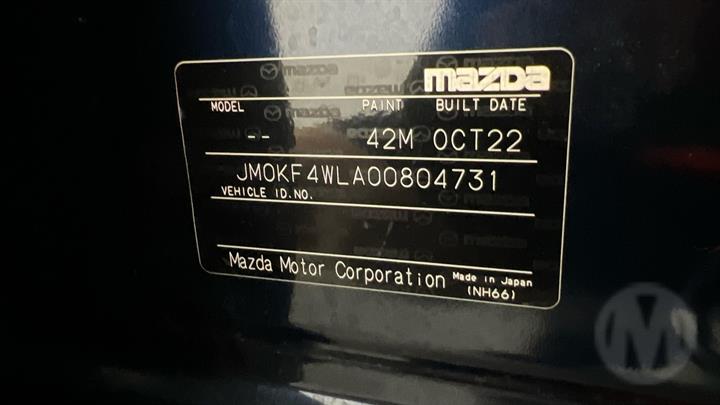 mazda
MODEL PAINT BUILT DATE
-- 42M OCT22
JM0KF4WLA00804731
VEHICLE ID.NO.
Mazda Motor Corporation Made in Japan
(NH66)
M